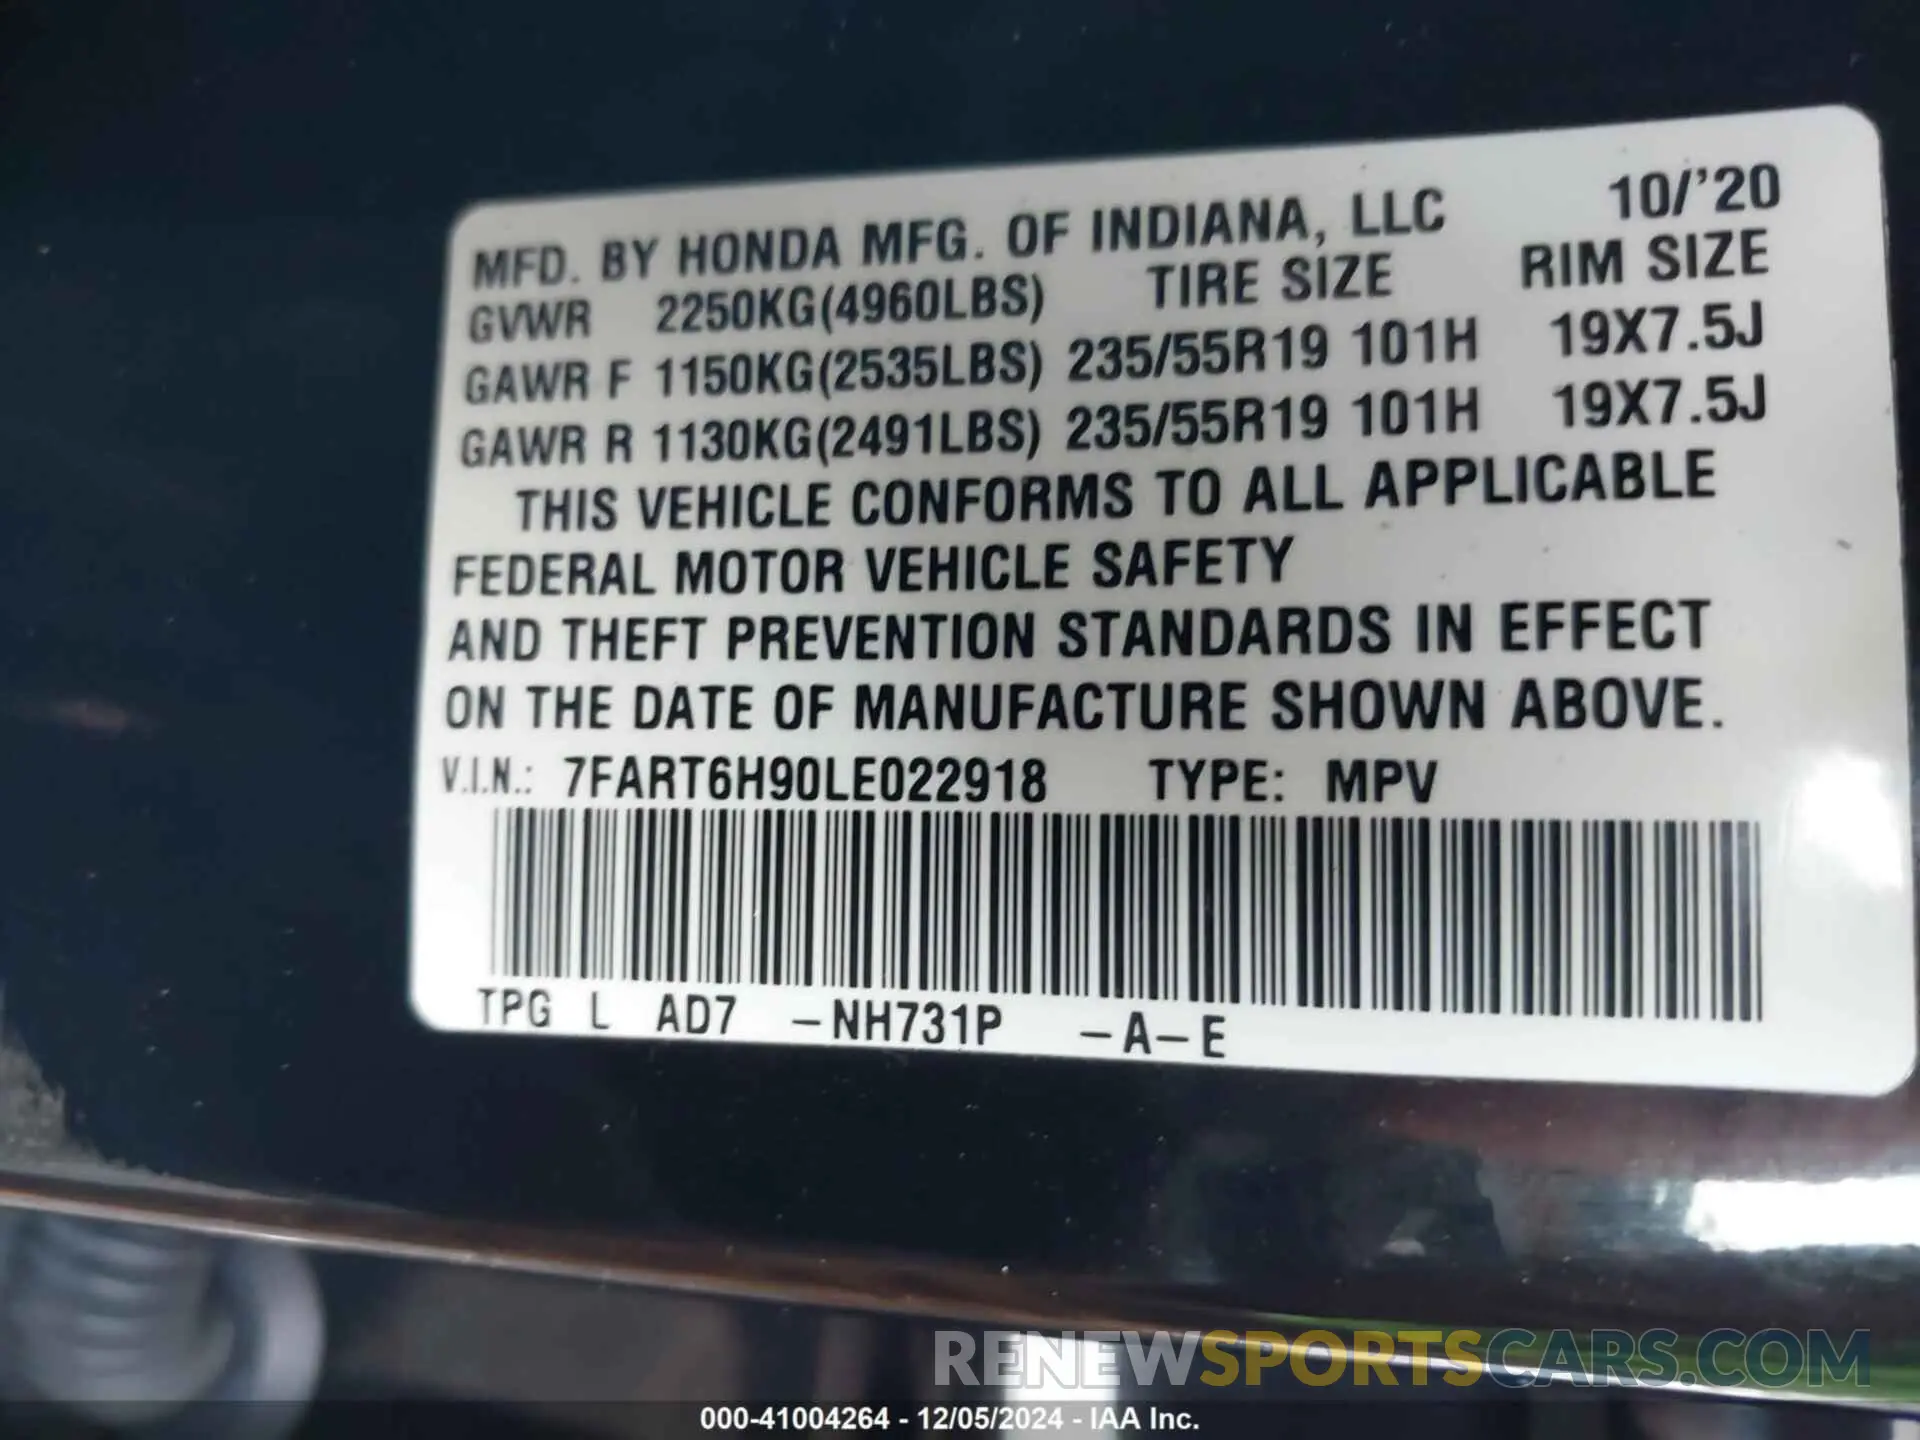 MFD. BY HONDA MFG. OF INDIANA, LLC 10/'20
GVWR 2250KG(4960LBS) TIRE SIZE RIM SIZE
GAWR F 1150KG(2535LBS) 235/55R19 101H 19X7.5J
GAWR R 1130KG(2491LBS) 235/55R19 101H 19X7.5J
THIS VEHICLE CONFORMS TO ALL APPLICABLE
FEDERAL MOTOR VEHICLE SAFETY
AND THEFT PREVENTION STANDARDS IN EFFECT
ON THE DATE OF MANUFACTURE SHOWN ABOVE.
V.I.N.: 7FART6H90LE022918 TYPE: MPV
TPG L AD7 -NH731P -A-E
RENEWSPORTSCARS.COM
000-41004264 - 12/05/2024 - IAA Inc.